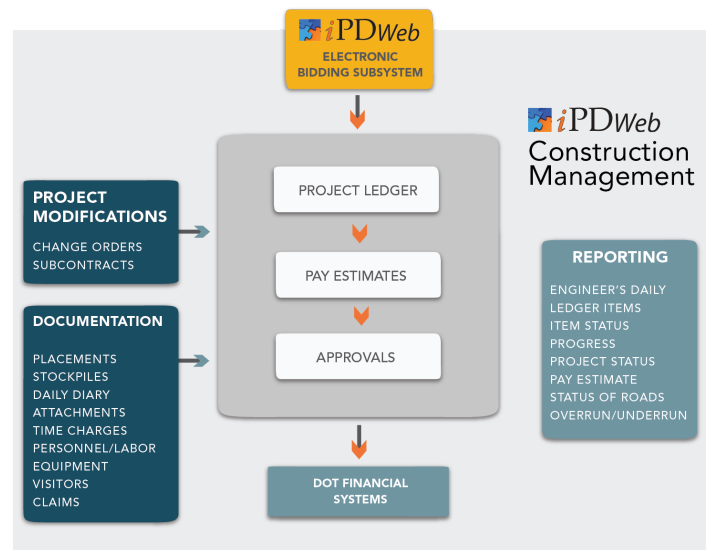 iPDWeb
ELECTRONIC
BIDDING SUBSYSTEM
iPDWeb
Construction
Management
PROJECT LEDGER
PAY ESTIMATES
APPROVALS
PROJECT
MODIFICATIONS
CHANGE ORDERS
SUBCONTRACTS
DOCUMENTATION
PLACEMENTS
STOCKPILES
DAILY DIARY
ATTACHMENTS
TIME CHARGES
PERSONNEL/LABOR
EQUIPMENT
VISITORS
CLAIMS
REPORTING
ENGINEER'S DAILY
LEDGER ITEMS
ITEM STATUS
PROGRESS
PROJECT STATUS
PAY ESTIMATE
STATUS OF ROADS
OVERRUN/UNDERRUN
DOT FINANCIAL
SYSTEMS